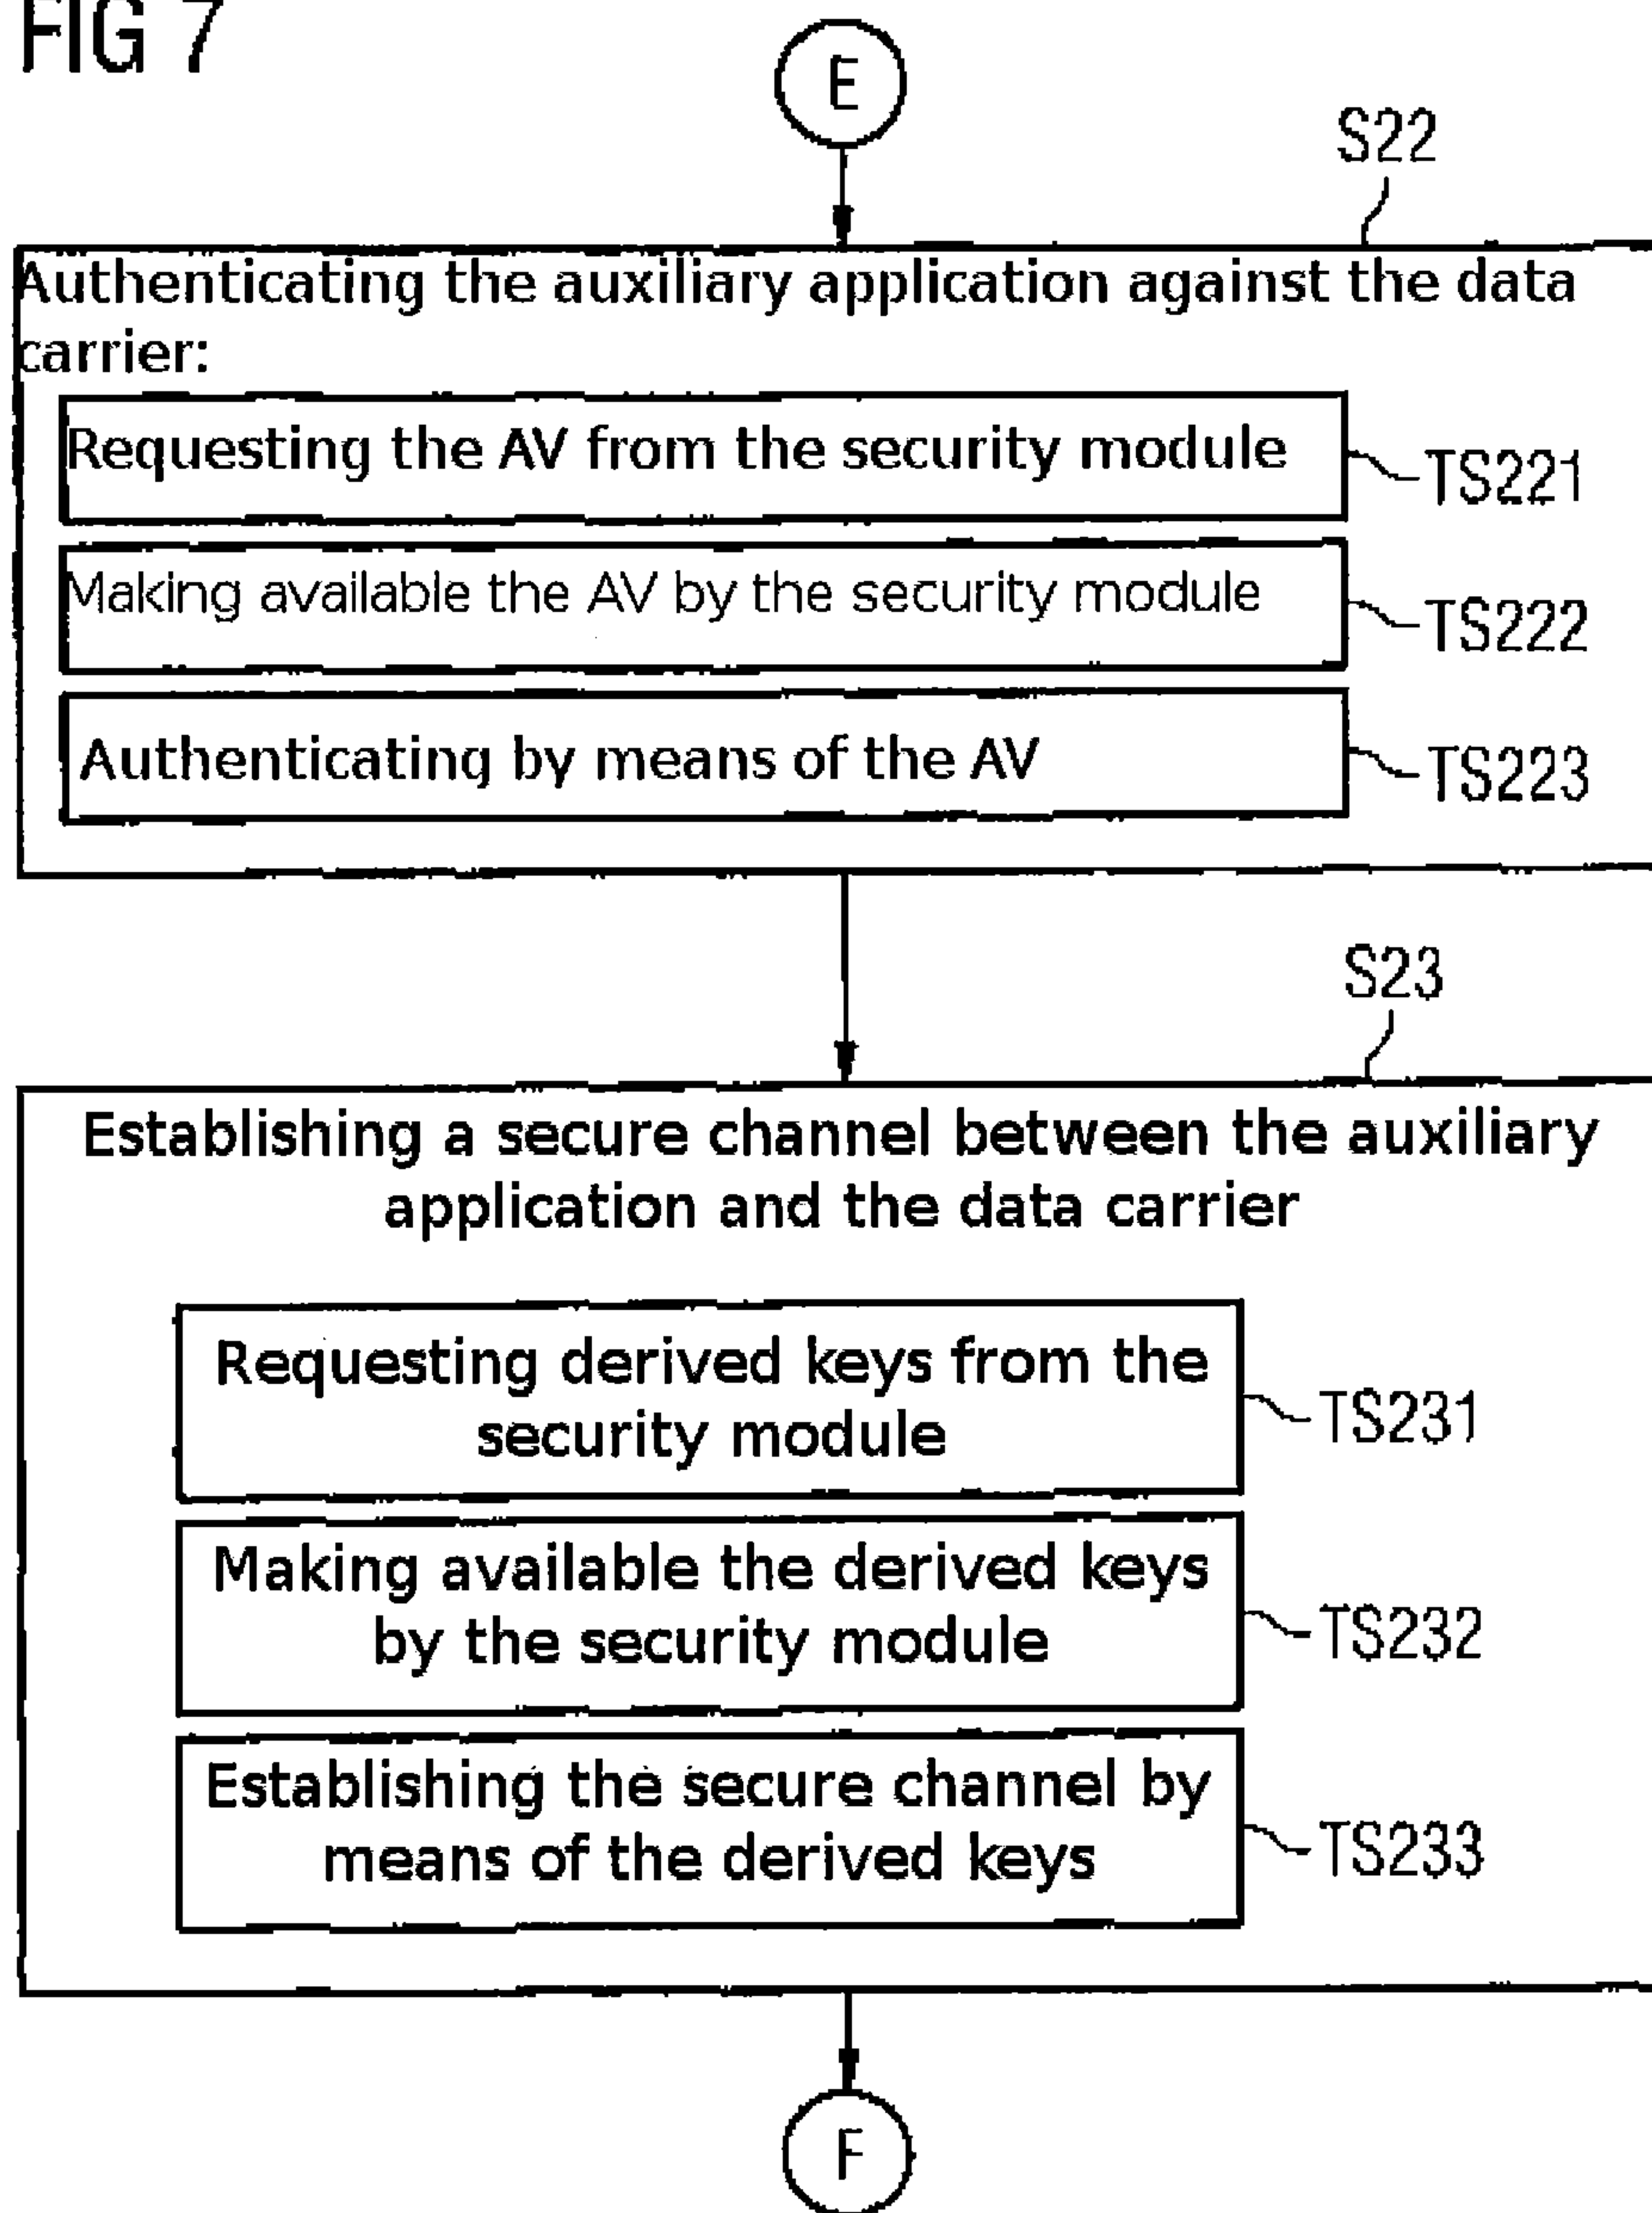 FIG 7
E
S22
Authenticating the auxiliary application against the data
carrier:
Requesting the AV from the security module
TS221
Making available the AV by the security module
TS222
Authenticating by means of the AV
TS223
S23
Establishing a secure channel between the auxiliary
application and the data carrier
Requesting derived keys from the
security module
TS231
Making available the derived keys
by the security module
TS232
Establishing the secure channel by
means of the derived keys
TS233
F